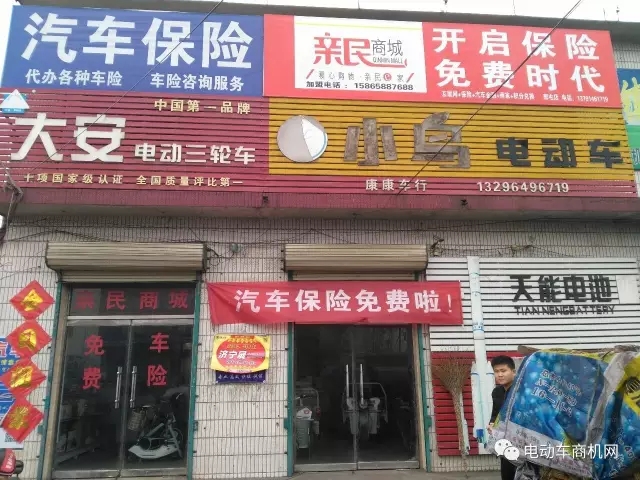 汽车保险
代办各种车险 车险咨询服务
亲民商城
QINMIN MALL
加盟电话：15865887688
开启保险
免费时代
中国第一品牌
大安 电动三轮车
十项国家级认证 全国质量评比第一
小鸟 电动车
康康车行 13296496719
天能电池
TIAN NENG BATTERY
亲民商城
免费 车险
汽车保险免费啦！
电动车商机网